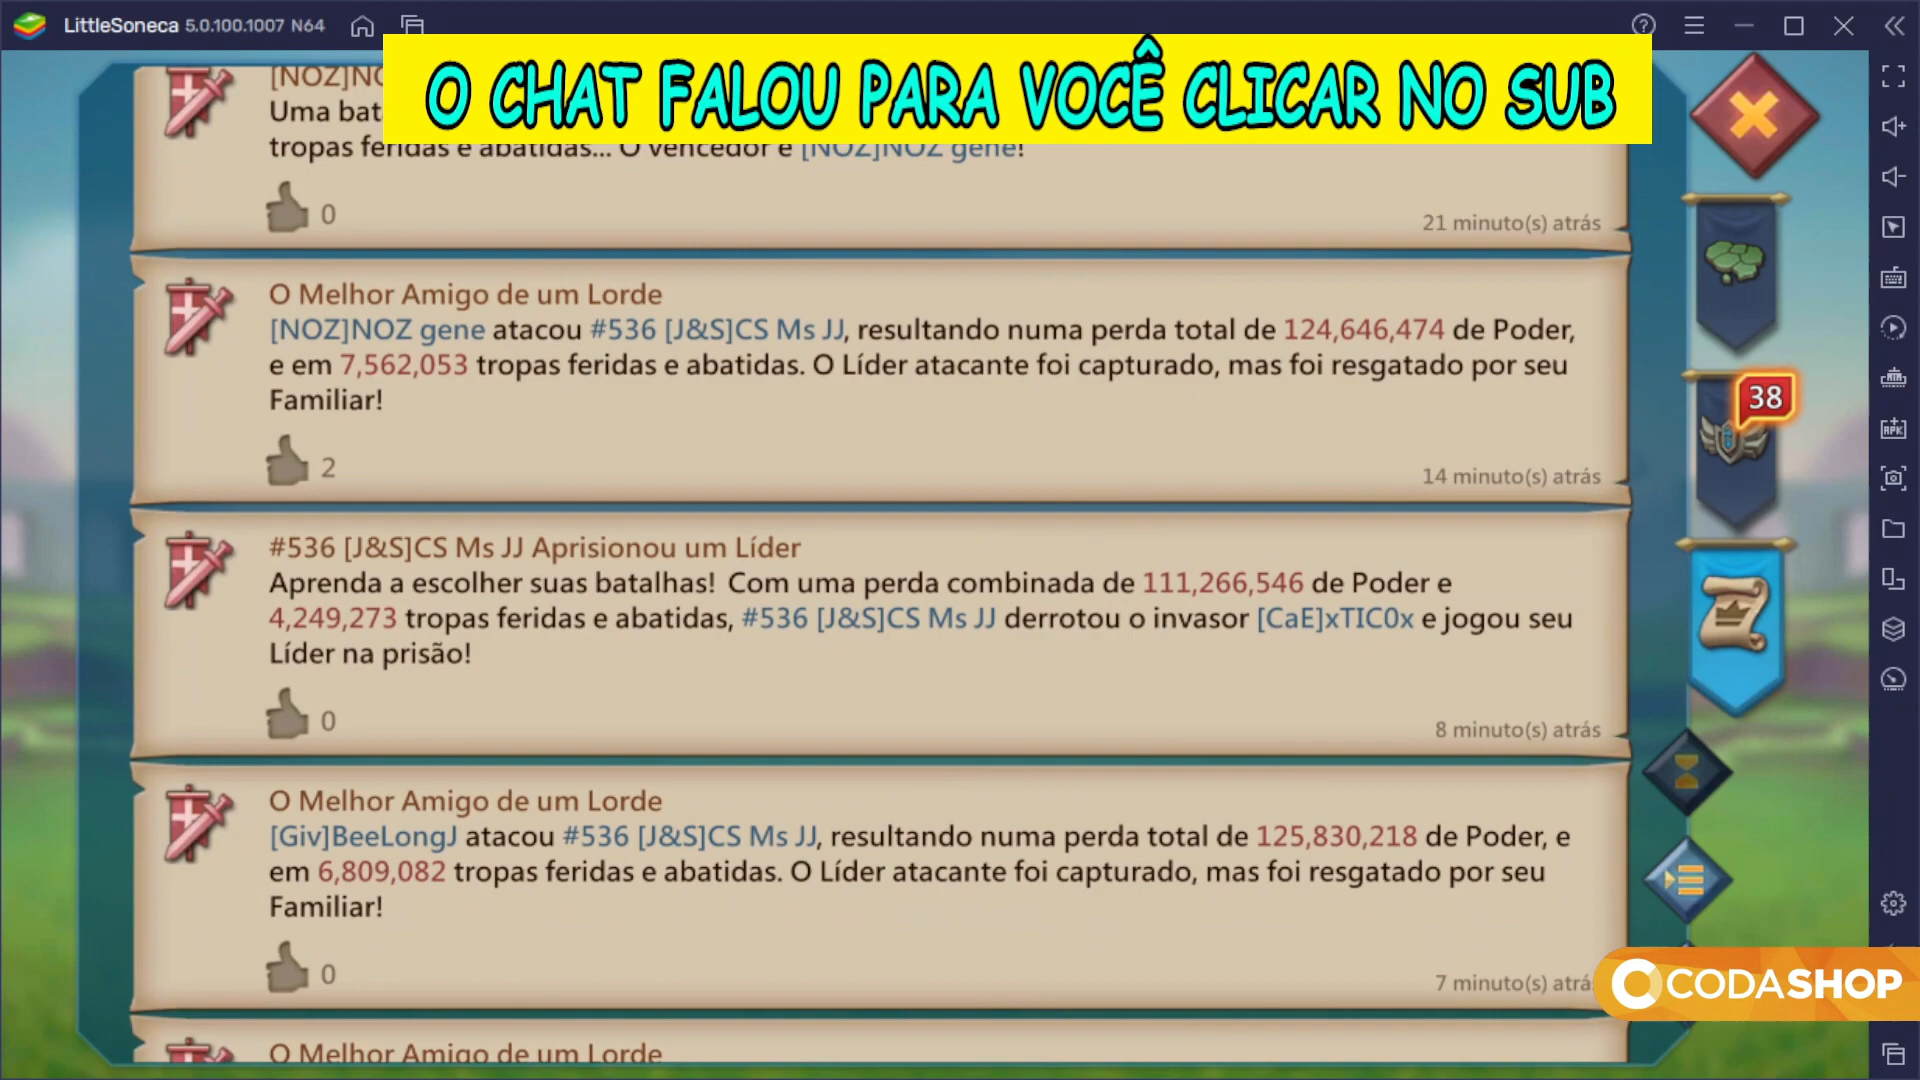 LittleSoneca 5.0.100.1007 N64
O CHAT FALOU PARA VOCÊ CLICAR NO SUB
[NOZ]NO
Uma bat
tropas feridas e abatidas... O vencedor é [NOZ]NOZ gene!
0
21 minuto(s) atrás
O Melhor Amigo de um Lorde
[NOZ]NOZ gene atacou #536 [J&S]CS Ms JJ, resultando numa perda total de 124,646,474 de Poder,
e em 7,562,053 tropas feridas e abatidas. O Líder atacante foi capturado, mas foi resgatado por seu
Familiar!
2
14 minuto(s) atrás
38
#536 [J&S]CS Ms JJ Aprisionou um Líder
Aprenda a escolher suas batalhas! Com uma perda combinada de 111,266,546 de Poder e
4,249,273 tropas feridas e abatidas, #536 [J&S]CS Ms JJ derrotou o invasor [CaE]xTIC0x e jogou seu
Líder na prisão!
0
8 minuto(s) atrás
O Melhor Amigo de um Lorde
[Giv]BeeLongJ atacou #536 [J&S]CS Ms JJ, resultando numa perda total de 125,830,218 de Poder, e
em 6,809,082 tropas feridas e abatidas. O Líder atacante foi capturado, mas foi resgatado por seu
Familiar!
0
7 minuto(s) atrá
CODASHOP
O Melhor Amigo de um Lorde